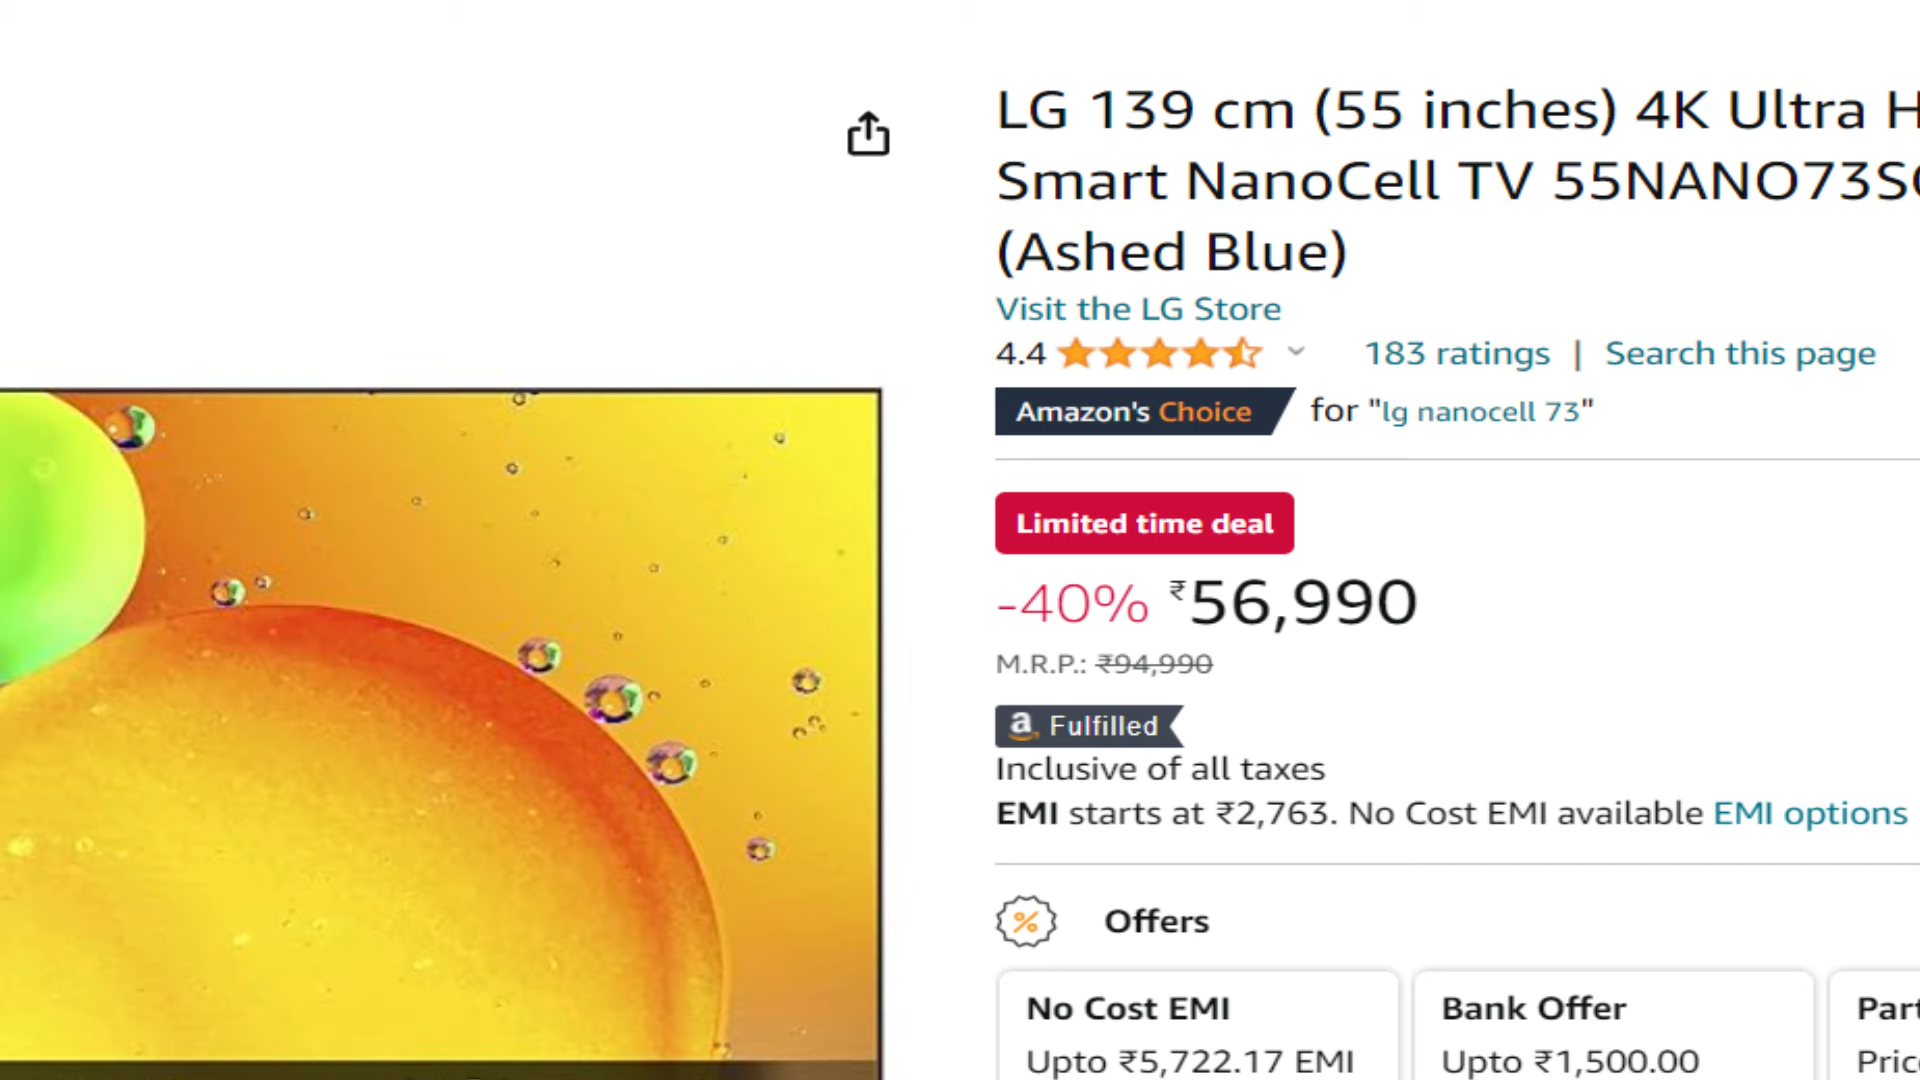 LG 139 cm (55 inches) 4K Ultra H
Smart NanoCell TV 55NANO73S
(Ashed Blue)
Visit the LG Store
4.4 183 ratings | Search this page
Amazon's Choice for "lg nanocell 73"
Limited time deal
-40% ₹56,990
M.R.P.: ₹94,990
a Fulfilled
Inclusive of all taxes
EMI starts at ₹2,763. No Cost EMI available EMI options
% Offers
No Cost EMI Bank Offer Part
Upto ₹5,722.17 EMI Upto ₹1,500.00 Pric